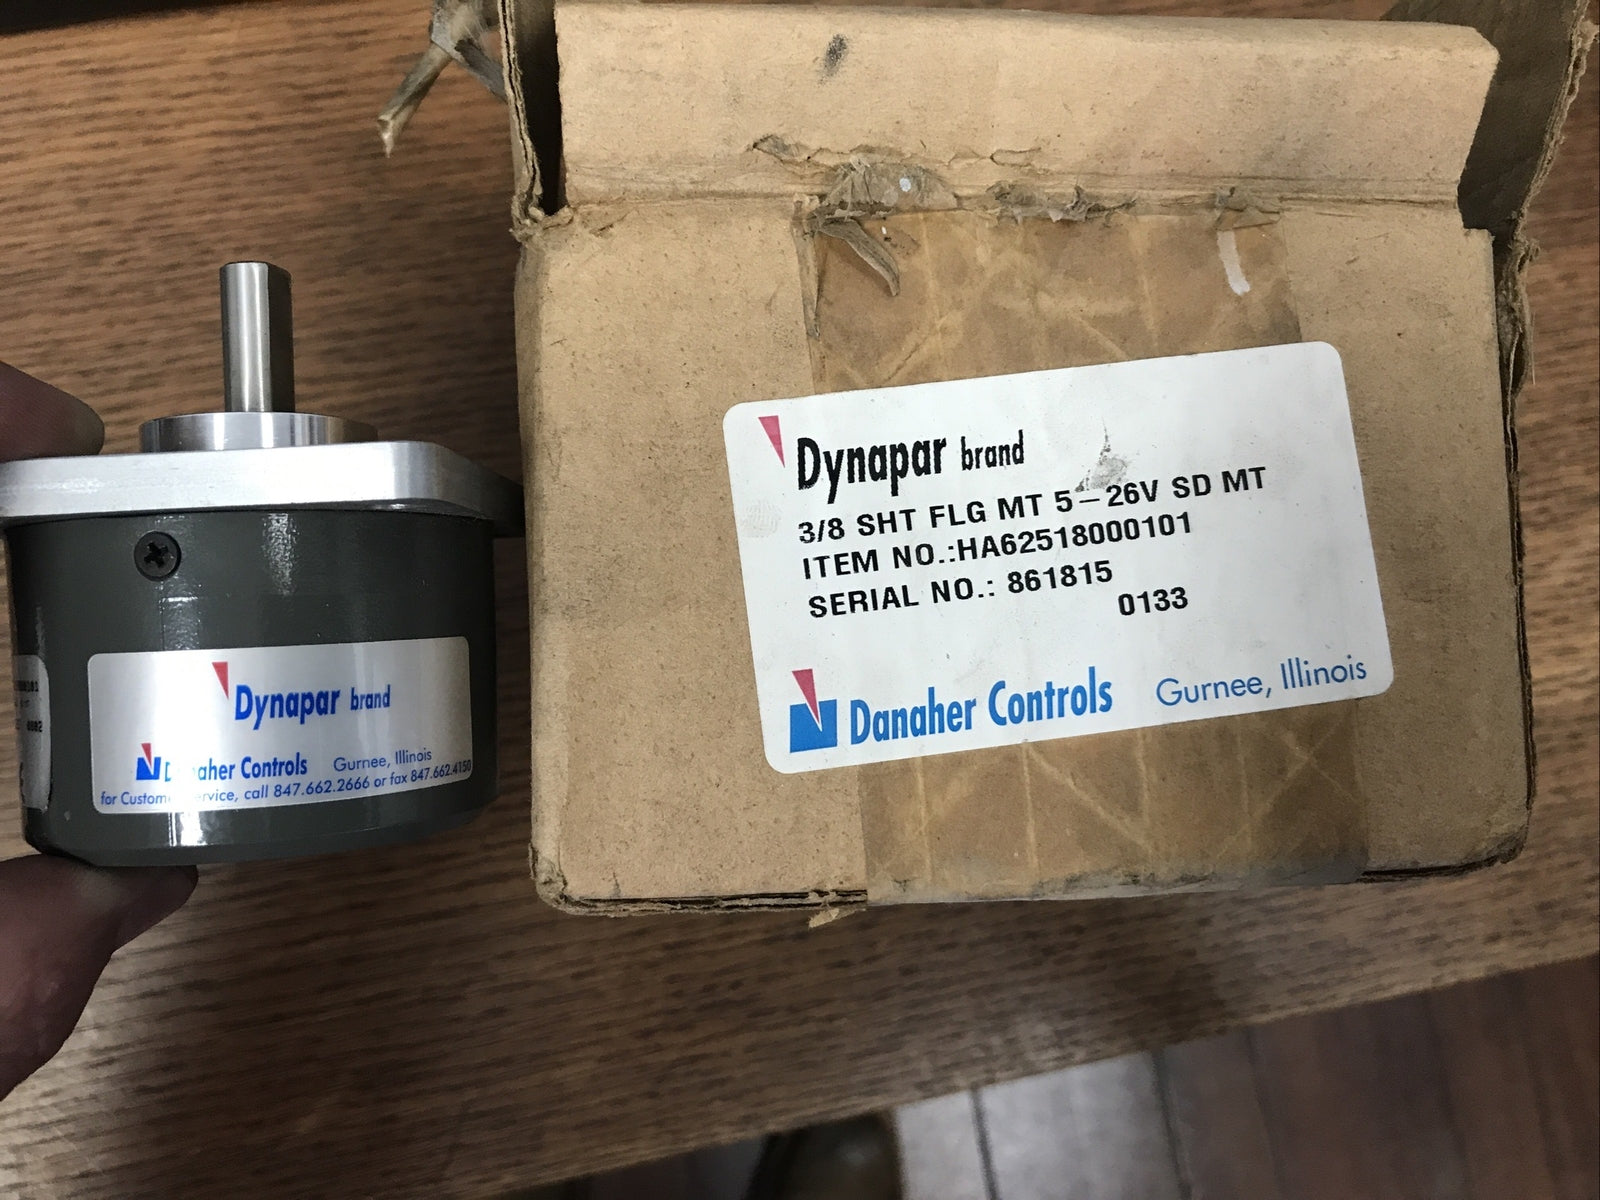 Dynapar brand
3/8 SHT FLG MT 5-26V SD MT
ITEM NO.:HA62518000101
SERIAL NO.: 861815
0133
Danaher Controls Gurnee, Illinois
Dynapar brand
Controls Gurnee, Illinois
for call 847.662.2666 or fax 847.662.4150